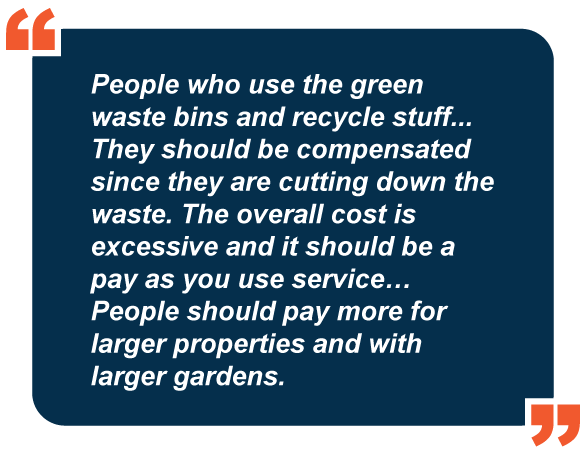 People who use the green
waste bins and recycle stuff...
They should be compensated
since they are cutting down the
waste. The overall cost is
excessive and it should be a
pay as you use service…
People should pay more for
larger properties and with
larger gardens.